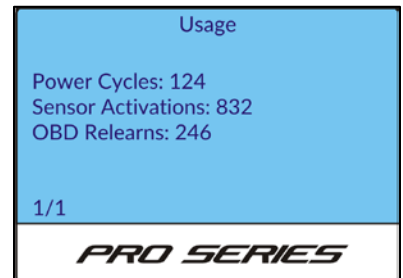 Usage
Power Cycles: 124
Sensor Activations: 832
OBD Relearns: 246
1/1
PRO SERIES